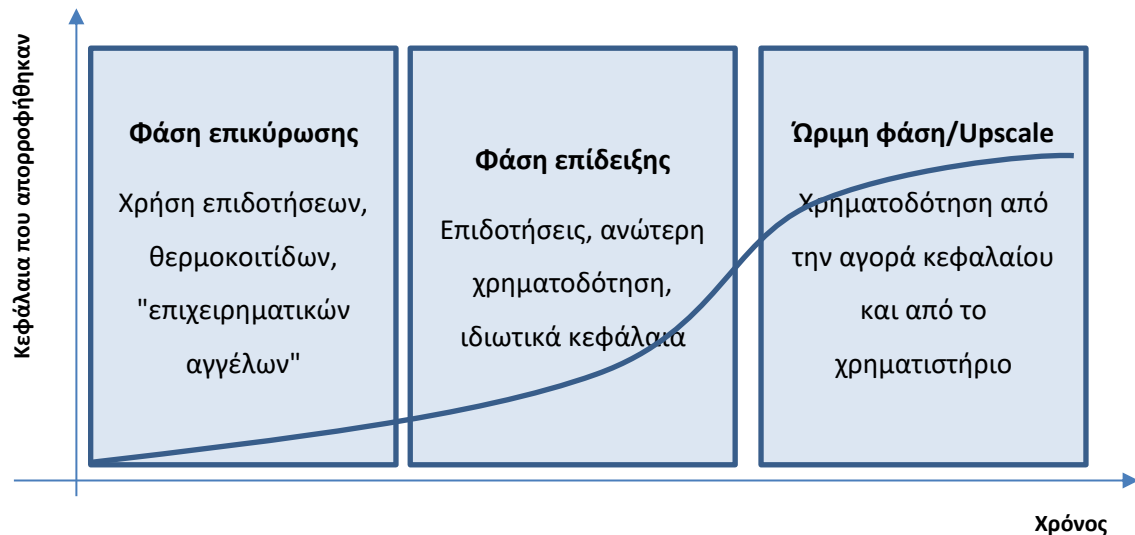 Κεφάλαια που απορροφήθηκαν
Φάση επικύρωσης
Χρήση επιδοτήσεων,
θερμοκοιτίδων,
"επιχειρηματικών
αγγέλων"
Φάση επίδειξης
Επιδοτήσεις, ανώτερη
χρηματοδότηση,
ιδιωτικά κεφάλαια
Ώριμη φάση/Upscale
Χρηματοδότηση από
την αγορά κεφαλαίου
και από το
χρηματιστήριο
Χρόνος